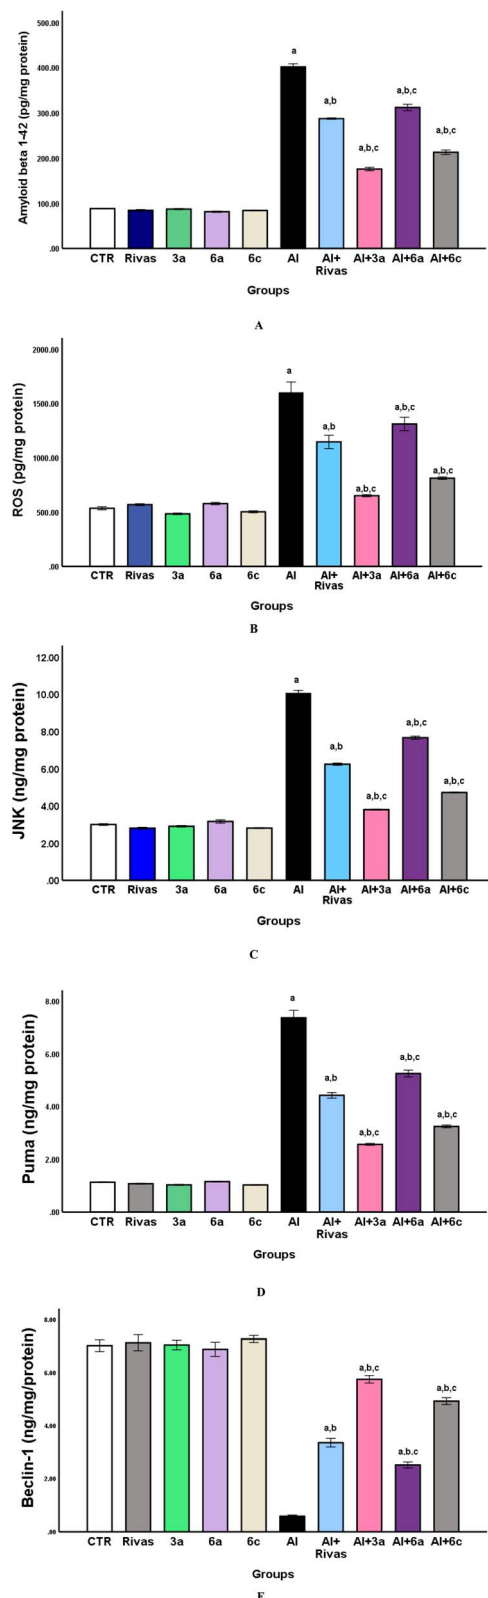 Amyloid beta 1-42 (pg/mg protein)
500.00
400.00
300.00
200.00
100.00
.00
a
a,b
a,b,c
a,b,c
a,b,c
CTR Rivas 3a 6a 6c Al Al+ Al+3a Al+6a Al+6c
Rivas
Groups
A
ROS (pg/mg protein)
2000.00
1500.00
1000.00
500.00
.00
a
a,b
a,b,c
a,b,c
a,b,c
CTR Rivas 3a 6a 6c Al Al+ Al+3a Al+6a Al+6c
Rivas
Groups
B
JNK (ng/mg protein)
12.00
10.00
8.00
6.00
4.00
2.00
.00
a
a,b
a,b,c
a,b,c
a,b,c
CTR Rivas 3a 6a 6c Al Al+ Al+3a Al+6a Al+6c
Rivas
Groups
C
Puma (ng/mg protein)
8.00
6.00
4.00
2.00
.00
a
a,b
a,b,c
a,b,c
a,b,c
CTR Rivas 3a 6a 6c Al Al+ Al+3a Al+6a Al+6c
Rivas
Groups
D
Beclin-1 (ng/mg/protein)
8.00
6.00
4.00
2.00
.00
a,b
a,b,c
a,b,c
a,b,c
CTR Rivas 3a 6a 6c Al Al+ Al+3a Al+6a Al+6c
Rivas
Groups